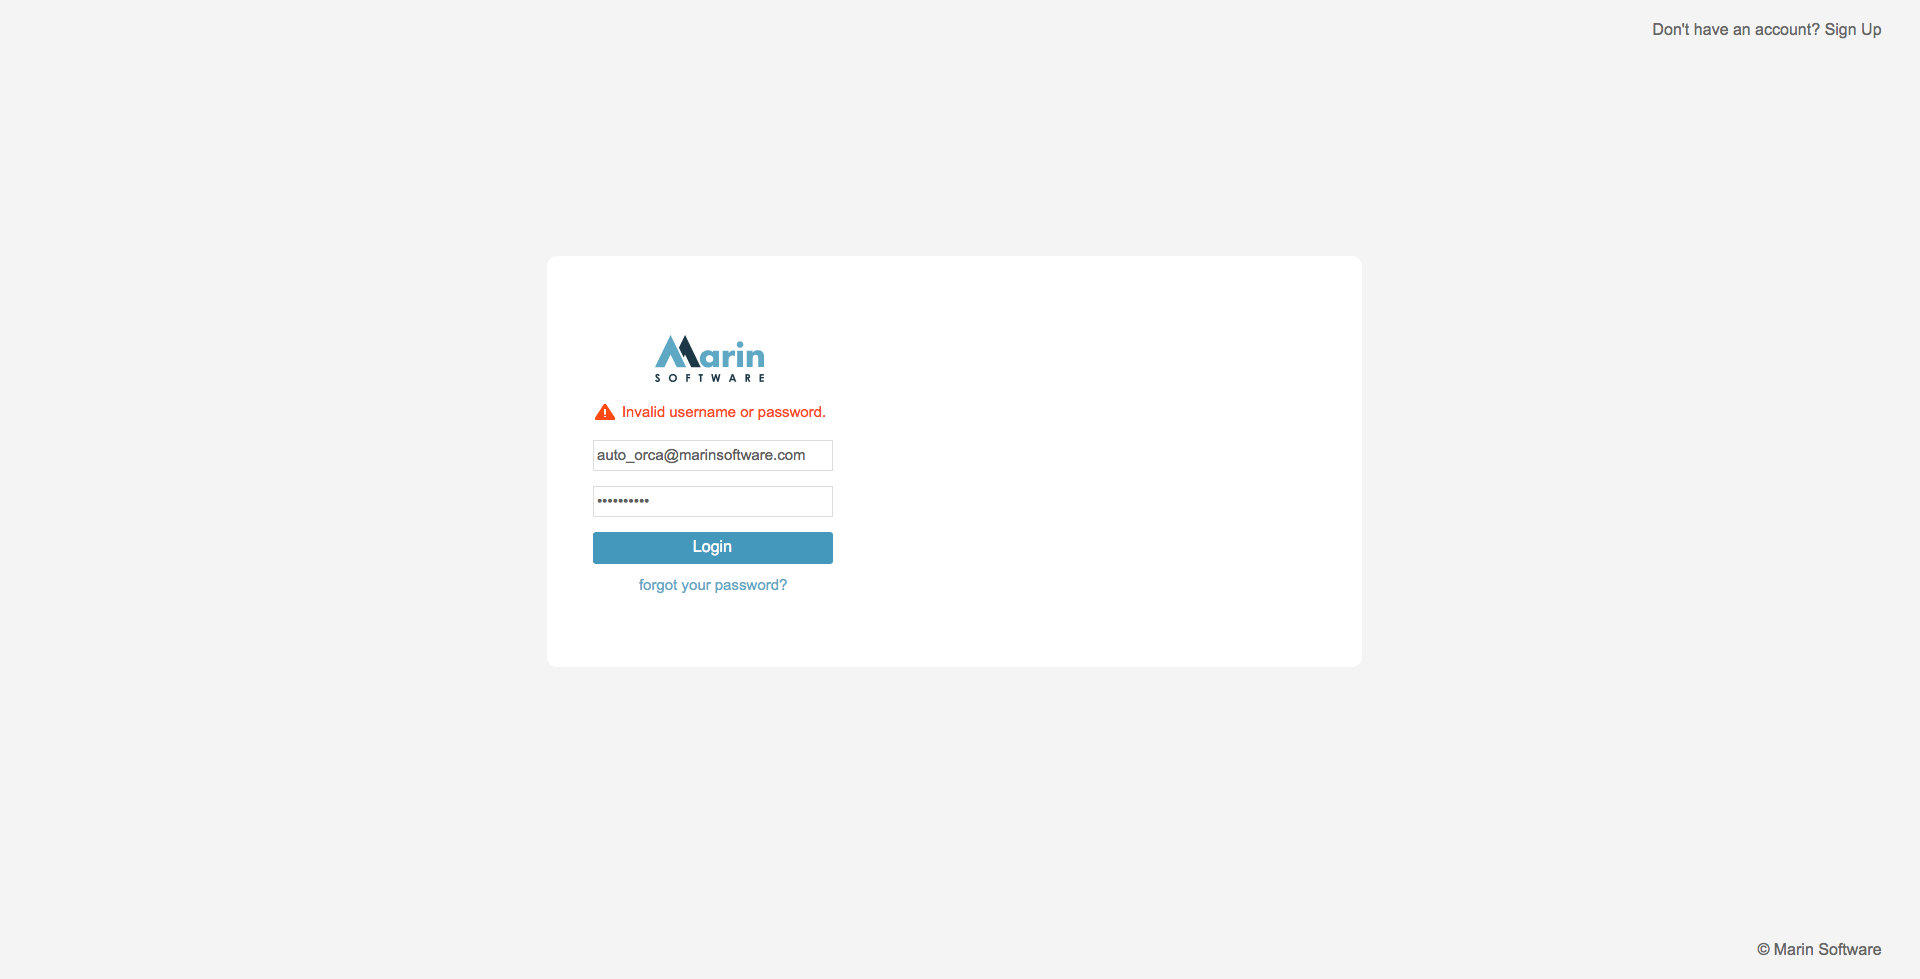 Don't have an account? Sign Up
Marin
SOFTWARE
Invalid username or password.
auto_orca@marinsoftware.com
••••••••••
Login
forgot your password?
© Marin Software